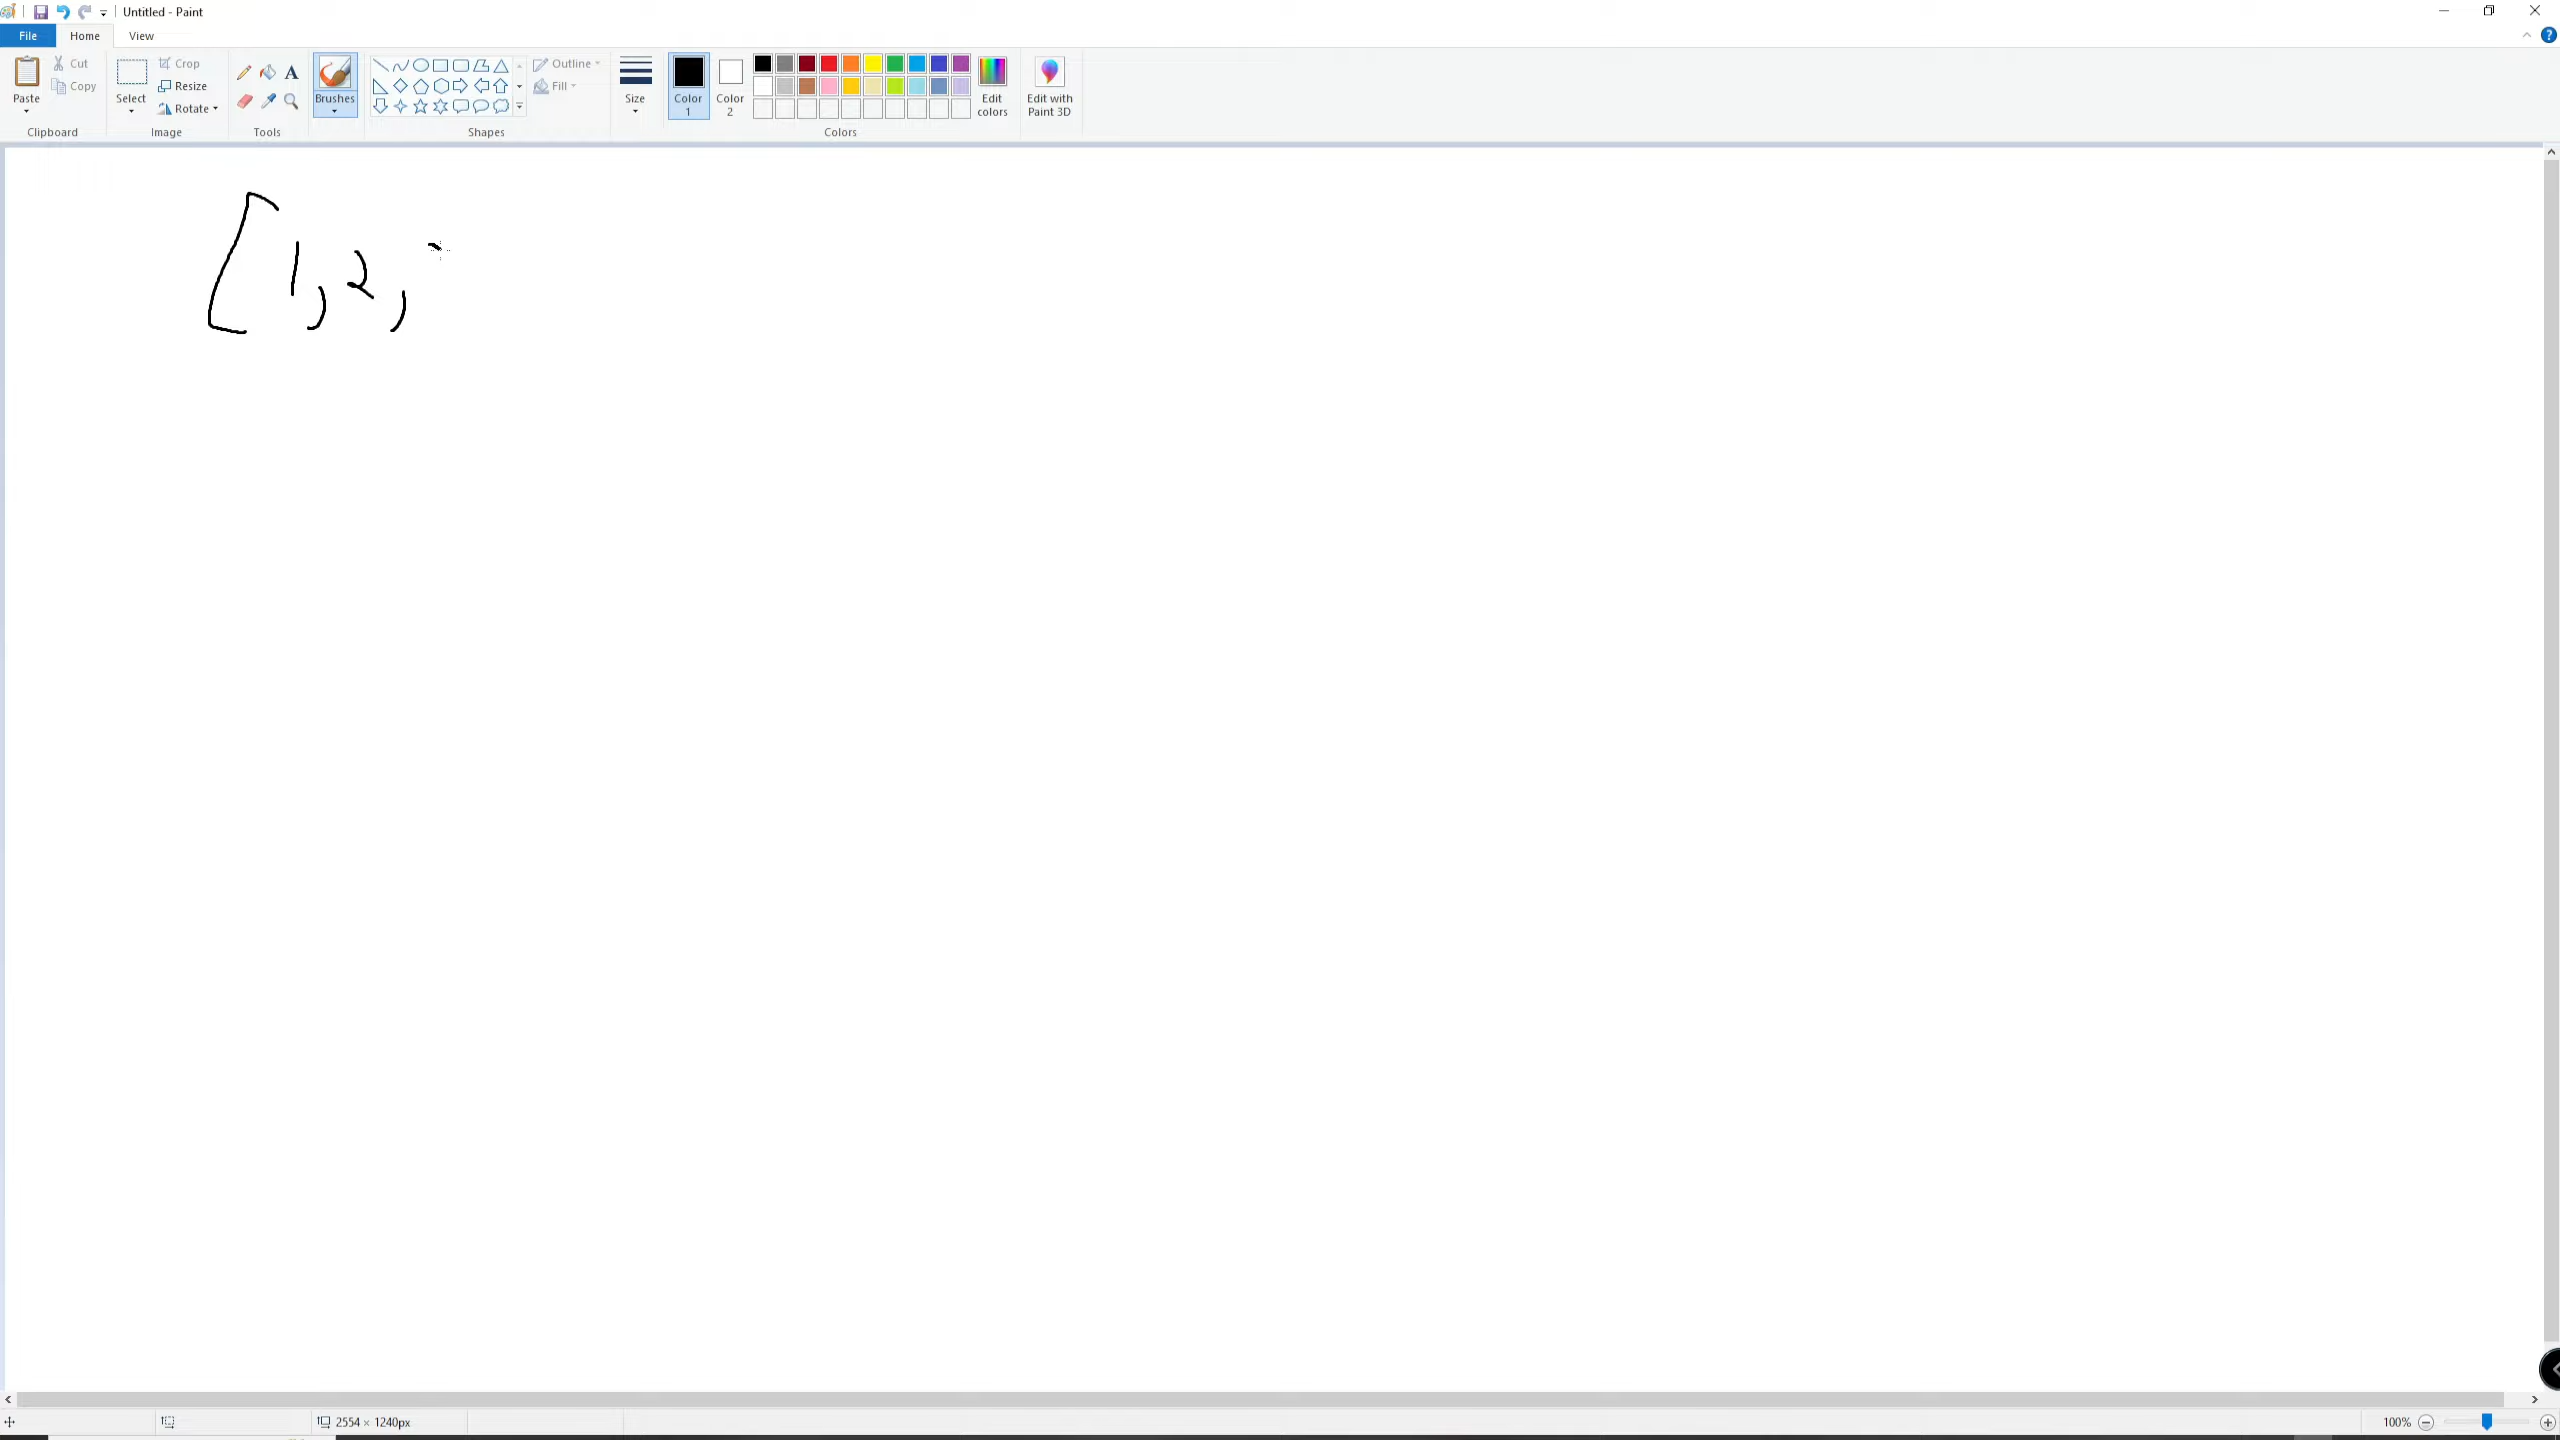 Untitled - Paint
File Home View
Paste
Cut
Copy
Clipboard
Select
Crop
Resize
Rotate
Image
A
Tools
Brushes
Outline
Fill
Shapes
Size
Color 1
Color 2
Edit colors
Colors
Edit with Paint 3D
[1, 2,
2554 × 1240px
100%